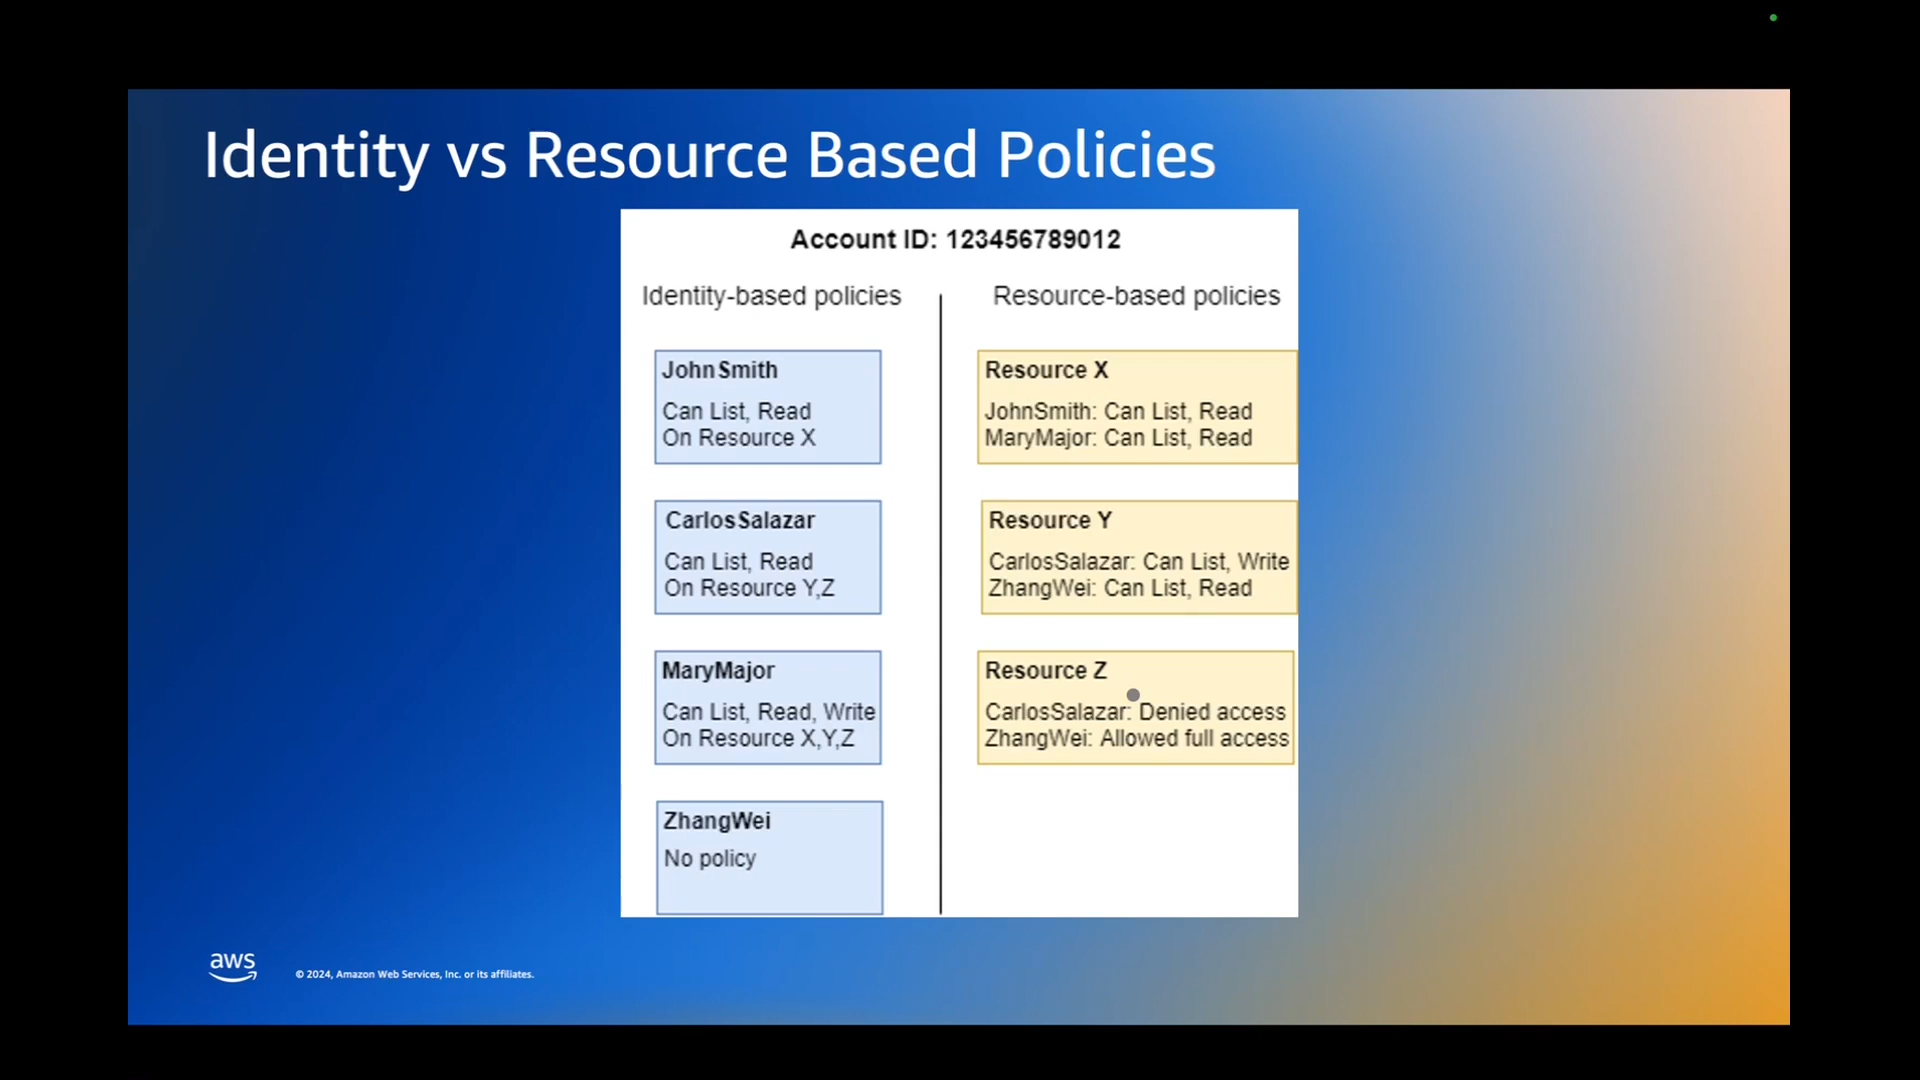 Identity vs Resource Based Policies
Account ID: 123456789012
Identity-based policies
JohnSmith
Can List, Read
On Resource X
CarlosSalazar
Can List, Read
On Resource Y,Z
MaryMajor
Can List, Read, Write
On Resource X,Y,Z
ZhangWei
No policy
Resource-based policies
Resource X
JohnSmith: Can List, Read
MaryMajor: Can List, Read
Resource Y
CarlosSalazar: Can List, Write
ZhangWei: Can List, Read
Resource Z
CarlosSalazar: Denied access
ZhangWei: Allowed full access
aws
© 2024, Amazon Web Services, Inc. or its affiliates.